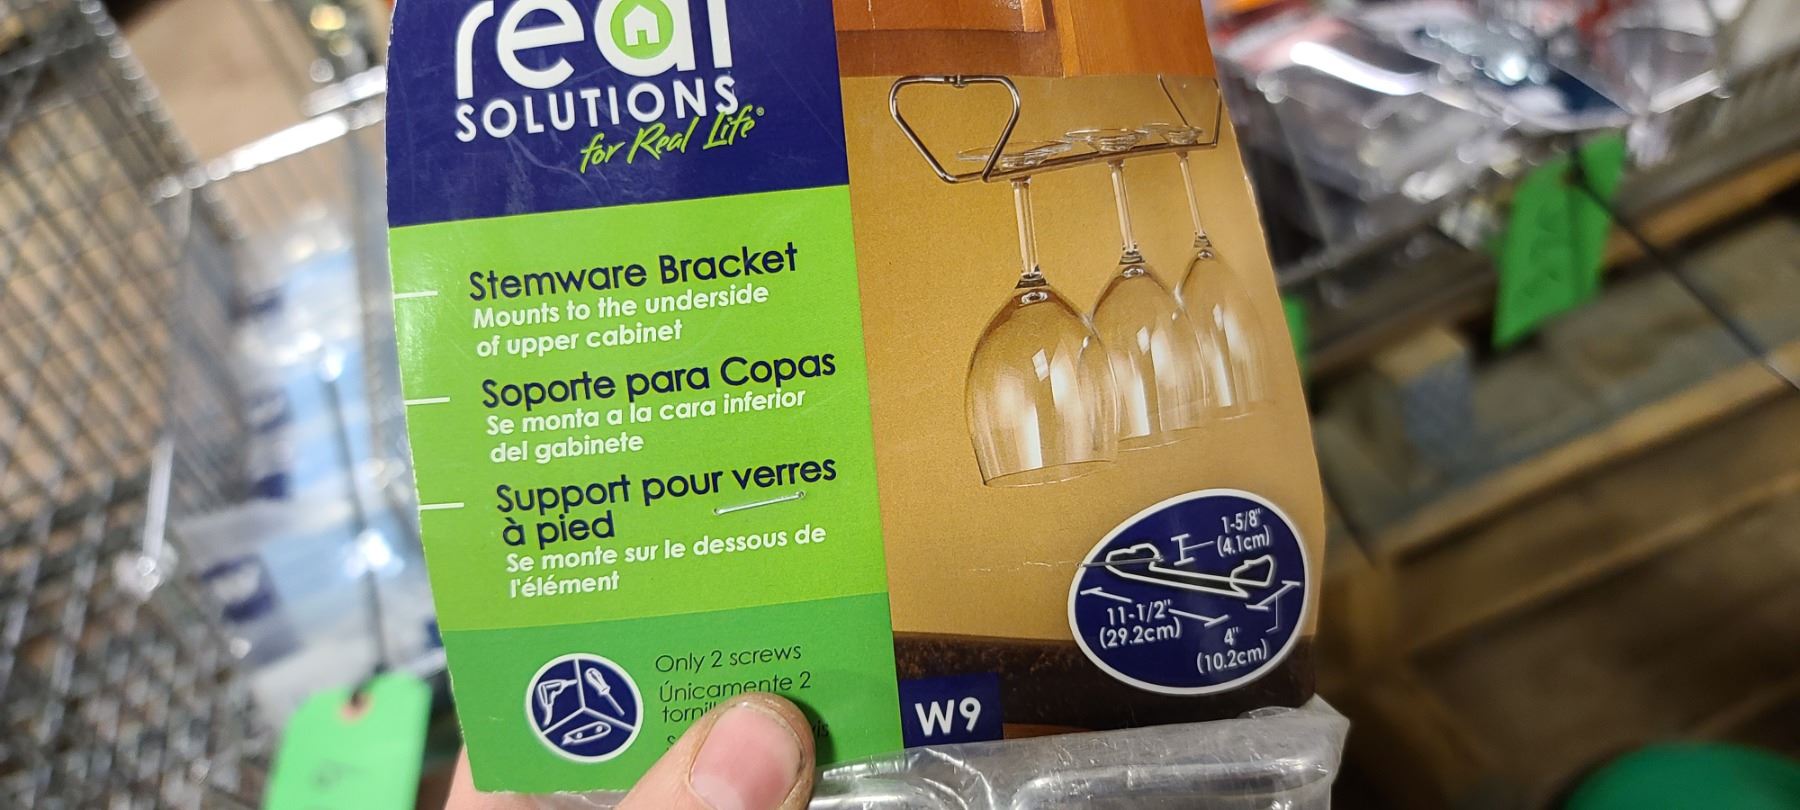 real
SOLUTIONS
for Real Life®
Stemware Bracket
Mounts to the underside
of upper cabinet
Soporte para Copas
Se monta a la cara inferior
del gabinete
Support pour verres
à pied
Se monte sur le dessous de
l'élément
Only 2 screws
Únicamente 2
W9
1-5/8"
(4.1cm)
11-1/2"
(29.2cm)
4"
(10.2cm)